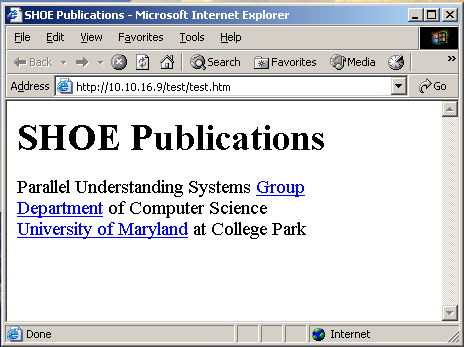 SHOE Publications - Microsoft Internet Explorer
File Edit View Favorites Tools Help
Back Search Favorites Media »
Address http://10.10.16.9/test/test.htm Go
SHOE Publications
Parallel Understanding Systems Group
Department of Computer Science
University of Maryland at College Park
Done Internet